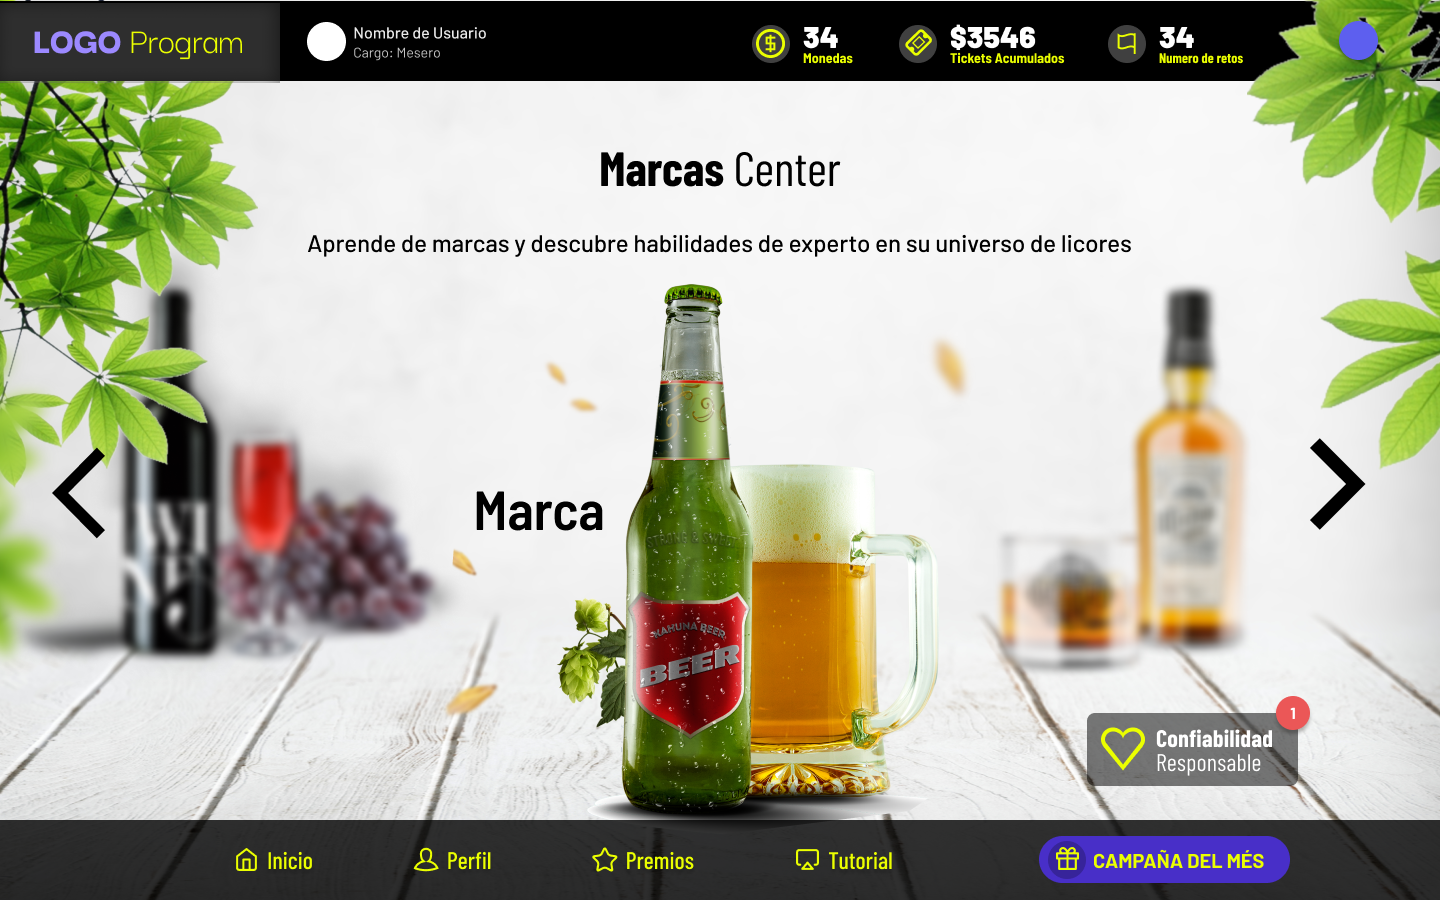 LOGO Program
Nombre de Usuario
Cargo: Mesero
34
Monedas
$3546
Tickets Acumulados
34
Numero de retos
Marcas Center
Aprende de marcas y descubre habilidades de experto en su universo de licores
Marca
KAHUNA BEER
BEER
1
Confiabilidad
Responsable
Inicio
Perfil
Premios
Tutorial
CAMPAÑA DEL MÉS